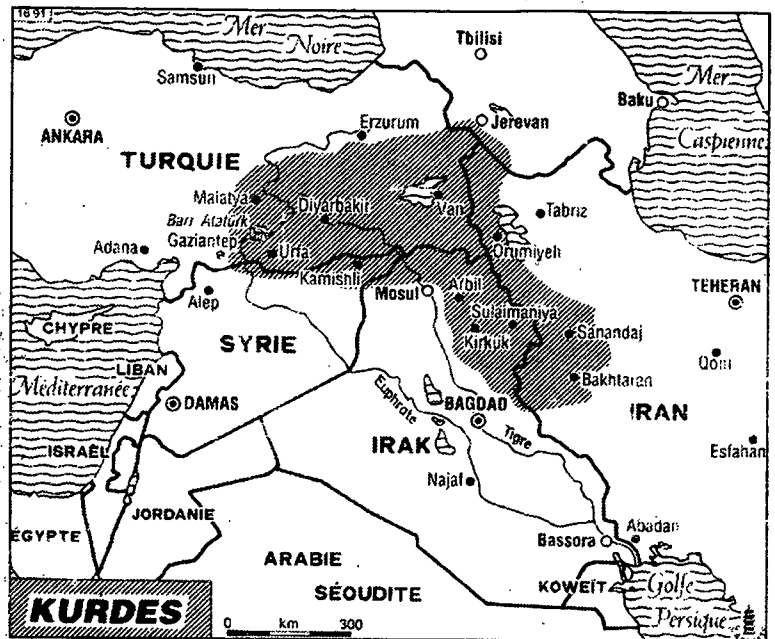 Mer
Noire
Tbilisi
Samsun
Mer
Caspienne
Baku
ANKARA
Erzurum
Jerevan
TURQUIE
Malatya
Diyarbakir
Van
Tabriz
Barr. Atatürk
Adana
Gaziantep
Urfa
Orumiyeh
Kamishli
Arbil
TEHERAN
Alep
Mosul
Sulaimaniya
CHYPRE
Kirkuk
Sanandaj
SYRIE
Qom
LIBAN
Bakhtaran
Méditerranée
DAMAS
Euphrate
BAGDAD
IRAN
ISRAËL
IRAK
Tigre
Esfahan
Najaf
JORDANIE
ÉGYPTE
Bassora
Abadan
ARABIE
SÉOUDITE
KOWEÏT
Golfe
Persique
KURDES
0 km 300